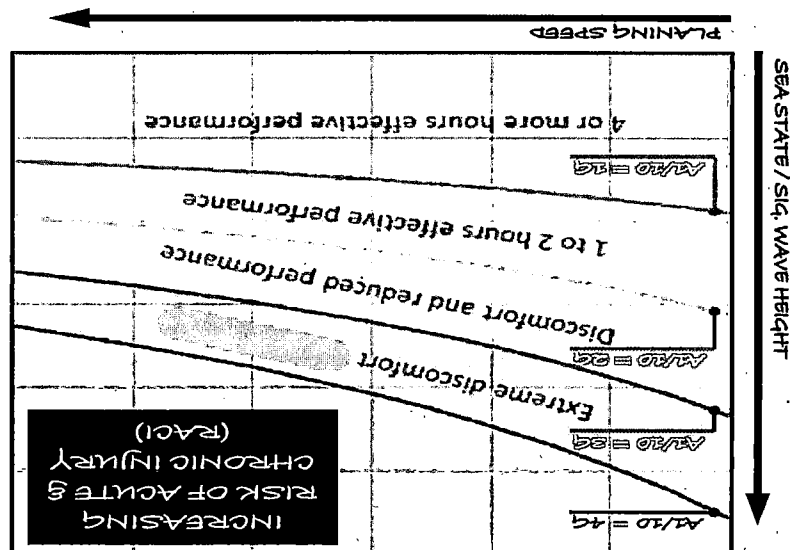 SEA STATE / SIG. WAVE HEIGHT
A1/10 = 4G
INCREASING
RISK OF ACUTE &
CHRONIC INJURY
(RACI)
A1/10 = 3G
Extreme discomfort
A1/10 = 2G
Discomfort and reduced performance
1 to 2 hours effective performance
A1/10 = 1G
4 or more hours effective performance
PLANING SPEED